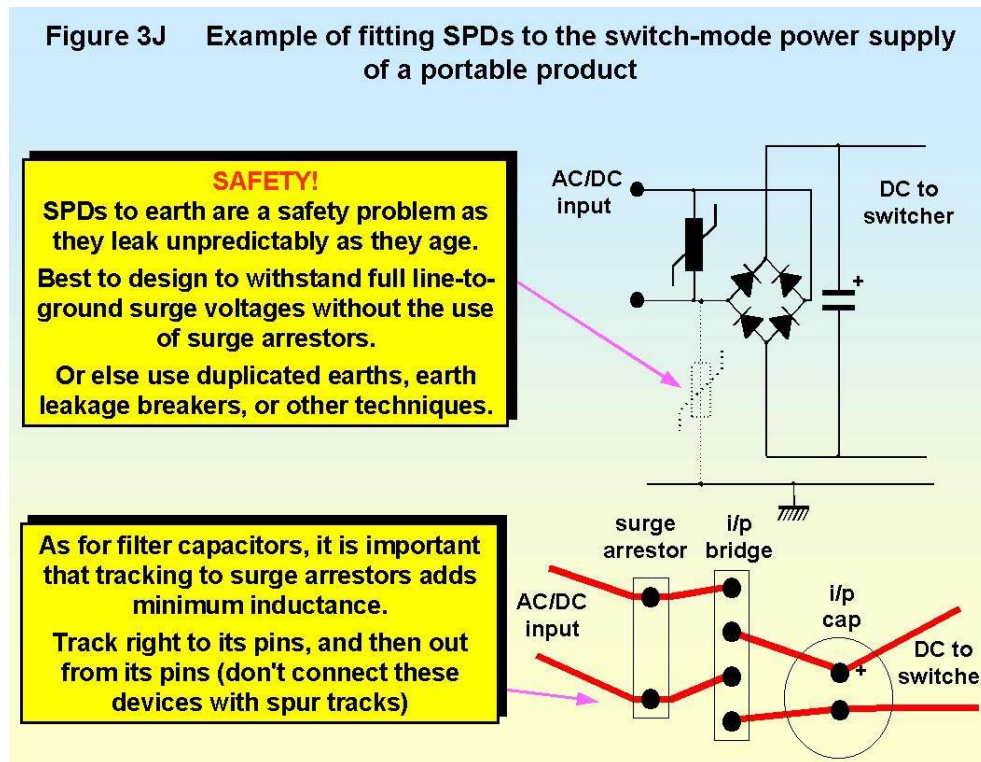 Figure 3J Example of fitting SPDs to the switch-mode power supply
of a portable product
SAFETY!
SPDs to earth are a safety problem as
they leak unpredictably as they age.
Best to design to withstand full line-to-
ground surge voltages without the use
of surge arrestors.
Or else use duplicated earths, earth
leakage breakers, or other techniques.
AC/DC
input
DC to
switcher
+
As for filter capacitors, it is important
that tracking to surge arrestors adds
minimum inductance.
Track right to its pins, and then out
from its pins (don't connect these
devices with spur tracks)
surge
arrestor
i/p
bridge
AC/DC
input
i/p
cap
+
DC to
switche